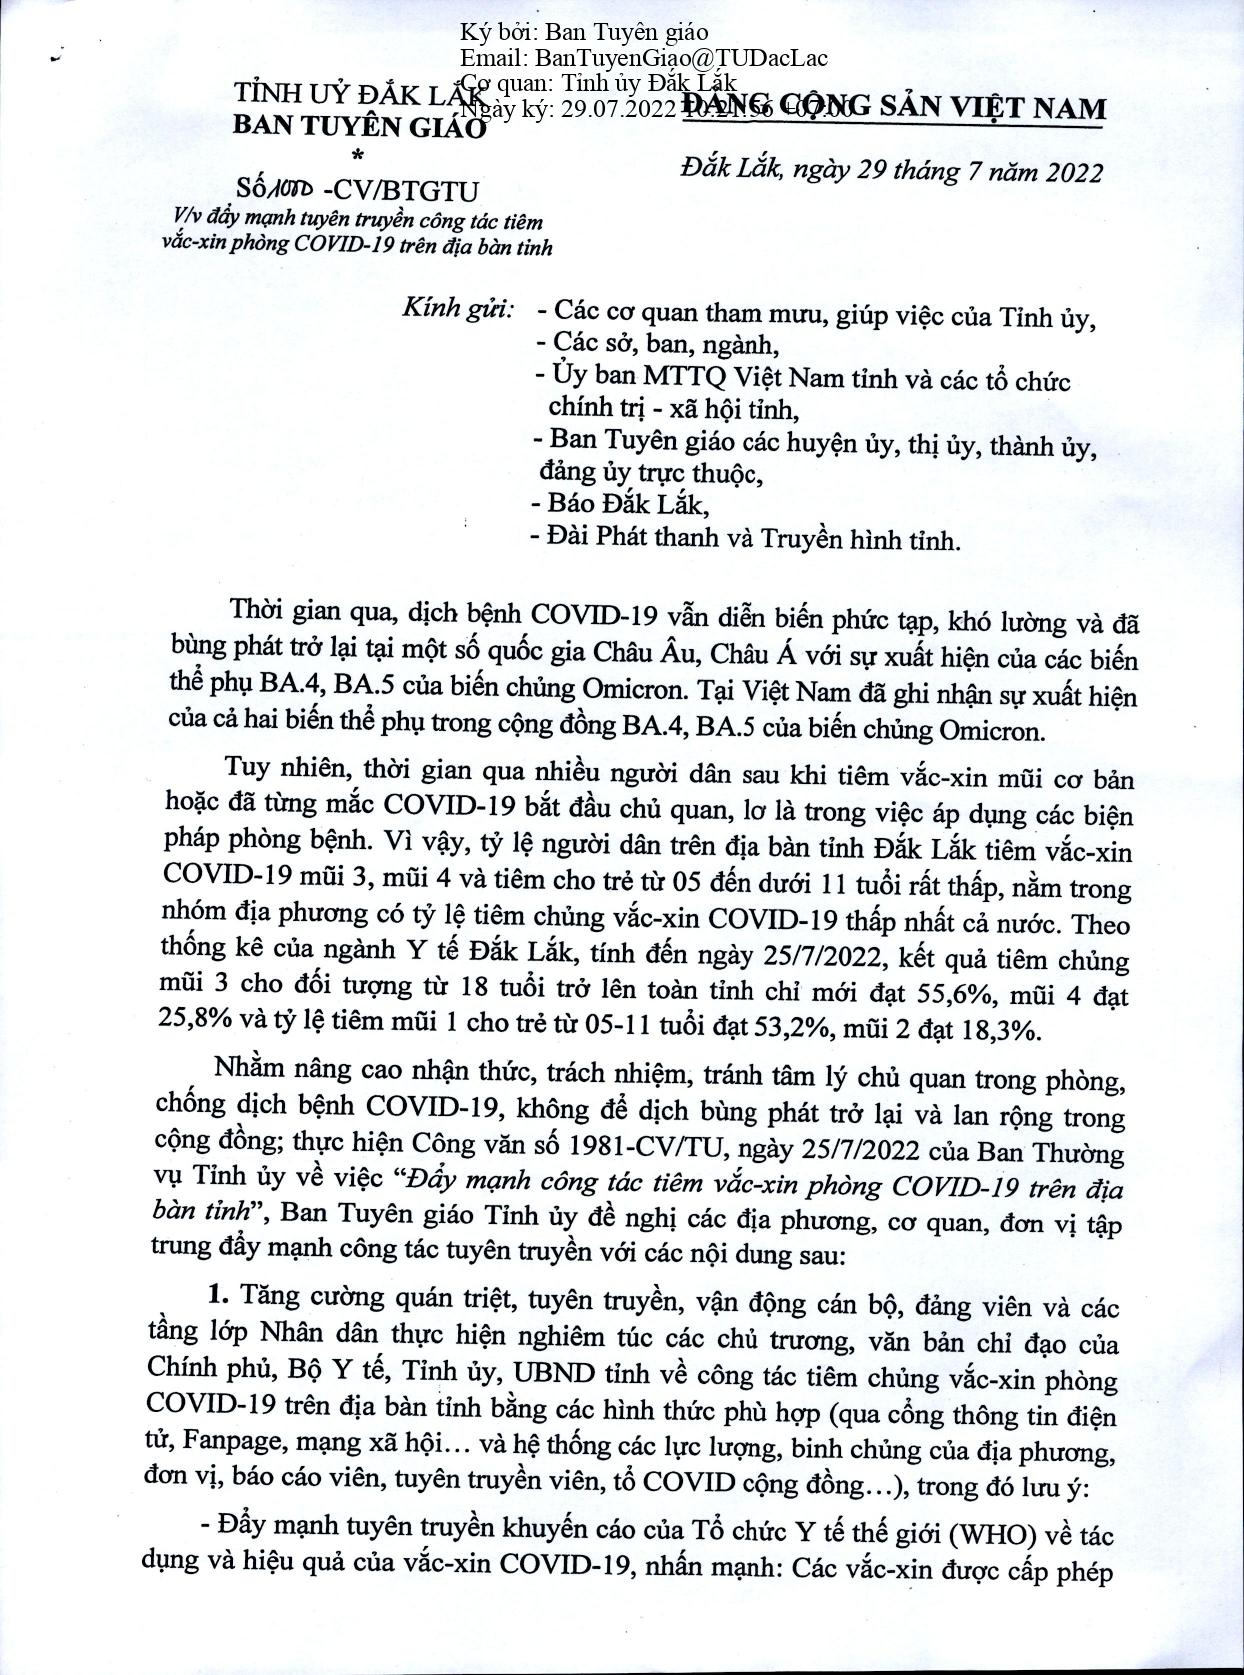 Ký bởi: Ban Tuyên giáo
Email: BanTuyenGiao@TUDacLac
Cơ quan: Tỉnh ủy Đắk Lắk
Ngày ký: 29.07.2022 10:21:56 +07:00
TỈNH UỶ ĐẮK LẮK
BAN TUYÊN GIÁO
*
Số -CV/BTGTU
V/v đẩy mạnh tuyên truyền công tác tiêm
vắc-xin phòng COVID-19 trên địa bàn tỉnh
ĐẢNG CỘNG SẢN VIỆT NAM
Đắk Lắk, ngày 29 tháng 7 năm 2022
Kính gửi: - Các cơ quan tham mưu, giúp việc của Tỉnh ủy,
- Các sở, ban, ngành,
- Ủy ban MTTQ Việt Nam tỉnh và các tổ chức
chính trị - xã hội tỉnh,
- Ban Tuyên giáo các huyện ủy, thị ủy, thành ủy,
đảng ủy trực thuộc,
- Báo Đắk Lắk,
- Đài Phát thanh và Truyền hình tỉnh.
Thời gian qua, dịch bệnh COVID-19 vẫn diễn biến phức tạp, khó lường và đã
bùng phát trở lại tại một số quốc gia Châu Âu, Châu Á với sự xuất hiện của các biến
thể phụ BA.4, BA.5 của biến chủng Omicron. Tại Việt Nam đã ghi nhận sự xuất hiện
của cả hai biến thể phụ trong cộng đồng BA.4, BA.5 của biến chủng Omicron.
Tuy nhiên, thời gian qua nhiều người dân sau khi tiêm vắc-xin mũi cơ bản
hoặc đã từng mắc COVID-19 bắt đầu chủ quan, lơ là trong việc áp dụng các biện
pháp phòng bệnh. Vì vậy, tỷ lệ người dân trên địa bàn tỉnh Đắk Lắk tiêm vắc-xin
COVID-19 mũi 3, mũi 4 và tiêm cho trẻ từ 05 đến dưới 11 tuổi rất thấp, nằm trong
nhóm địa phương có tỷ lệ tiêm chủng vắc-xin COVID-19 thấp nhất cả nước. Theo
thống kê của ngành Y tế Đắk Lắk, tính đến ngày 25/7/2022, kết quả tiêm chủng
mũi 3 cho đối tượng từ 18 tuổi trở lên toàn tỉnh chỉ mới đạt 55,6%, mũi 4 đạt
25,8% và tỷ lệ tiêm mũi 1 cho trẻ từ 05-11 tuổi đạt 53,2%, mũi 2 đạt 18,3%.
Nhằm nâng cao nhận thức, trách nhiệm, tránh tâm lý chủ quan trong phòng,
chống dịch bệnh COVID-19, không để dịch bùng phát trở lại và lan rộng trong
cộng đồng; thực hiện Công văn số 1981-CV/TU, ngày 25/7/2022 của Ban Thường
vụ Tỉnh ủy về việc “Đẩy mạnh công tác tiêm vắc-xin phòng COVID-19 trên địa
bàn tỉnh”, Ban Tuyên giáo Tỉnh ủy đề nghị các địa phương, cơ quan, đơn vị tập
trung đẩy mạnh công tác tuyên truyền với các nội dung sau:
1. Tăng cường quán triệt, tuyên truyền, vận động cán bộ, đảng viên và các
tầng lớp Nhân dân thực hiện nghiêm túc các chủ trương, văn bản chỉ đạo của
Chính phủ, Bộ Y tế, Tỉnh ủy, UBND tỉnh về công tác tiêm chủng vắc-xin phòng
COVID-19 trên địa bàn tỉnh bằng các hình thức phù hợp (qua cổng thông tin điện
tử, Fanpage, mạng xã hội… và hệ thống các lực lượng, binh chủng của địa phương,
đơn vị, báo cáo viên, tuyên truyền viên, tổ COVID cộng đồng…), trong đó lưu ý:
- Đẩy mạnh tuyên truyền khuyến cáo của Tổ chức Y tế thế giới (WHO) về tác
dụng và hiệu quả của vắc-xin COVID-19, nhấn mạnh: Các vắc-xin được cấp phép